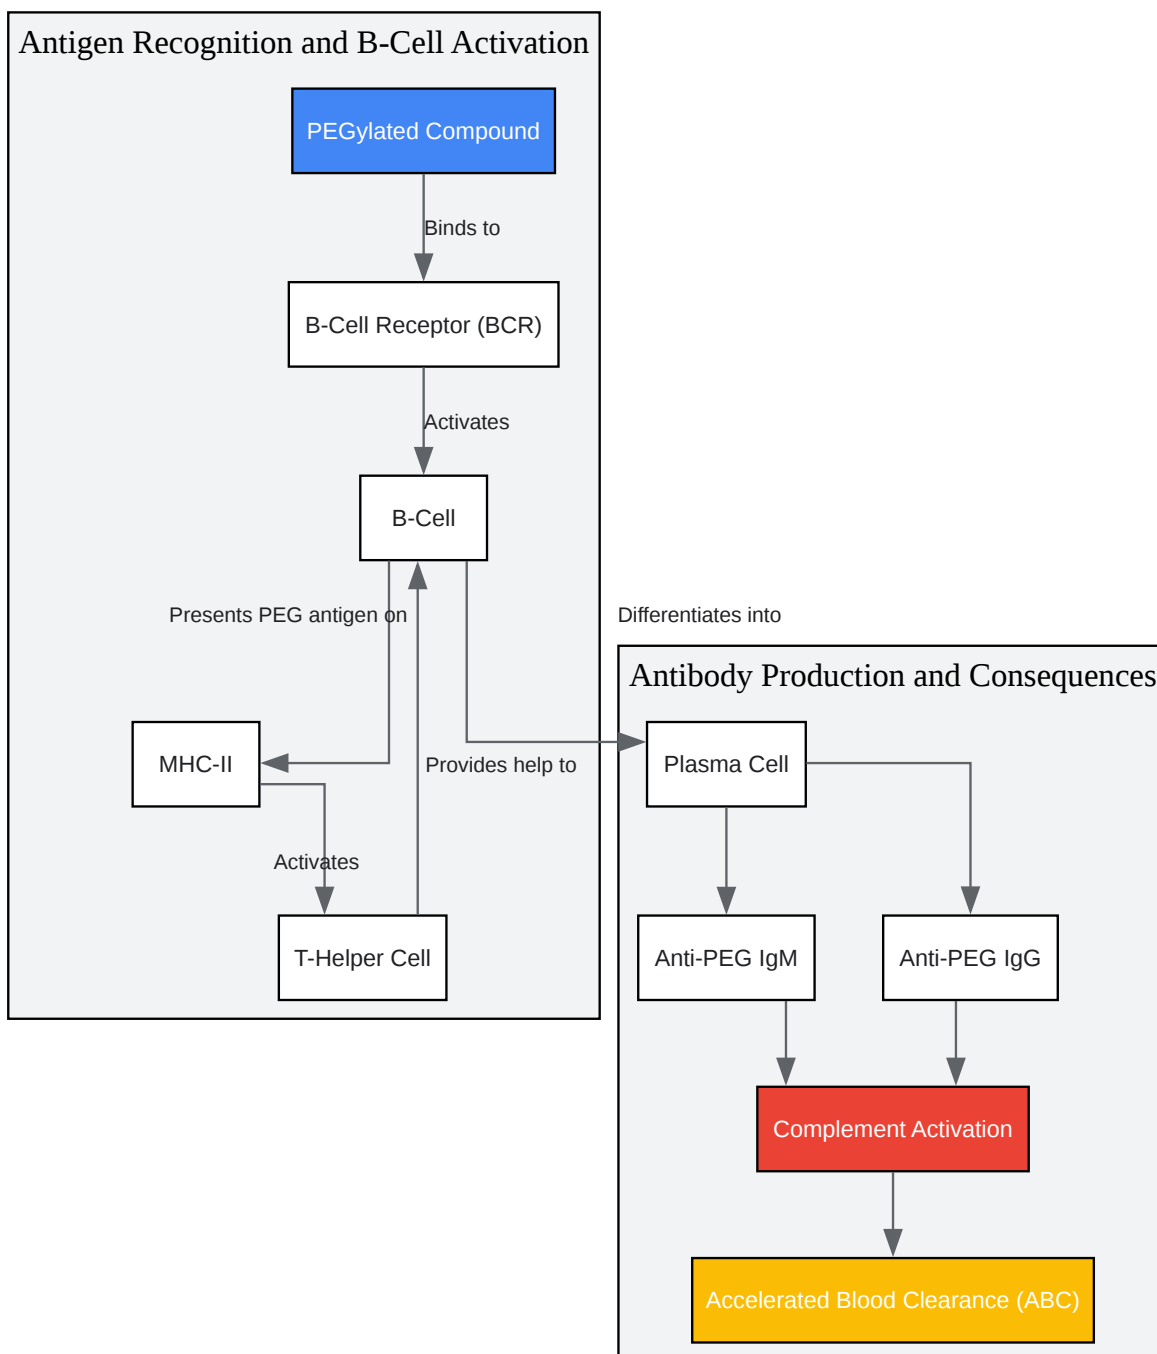 Antigen Recognition and B-Cell Activation
PEGylated Compound
Binds to
B-Cell Receptor (BCR)
Activates
B-Cell
Presents PEG antigen on
Differentiates into
Antibody Production and Consequences
MHC-II
Provides help to
Plasma Cell
Activates
T-Helper Cell
Anti-PEG IgM
Anti-PEG IgG
Complement Activation
Accelerated Blood Clearance (ABC)